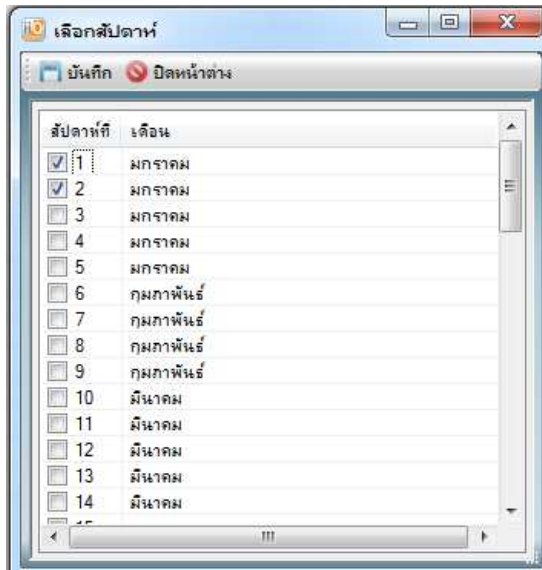 เลือกสัปดาห์
บันทึก ปิดหน้าต่าง
สัปดาห์ที่ เดือน
1 มกราคม
2 มกราคม
3 มกราคม
4 มกราคม
5 มกราคม
6 กุมภาพันธ์
7 กุมภาพันธ์
8 กุมภาพันธ์
9 กุมภาพันธ์
10 มีนาคม
11 มีนาคม
12 มีนาคม
13 มีนาคม
14 มีนาคม